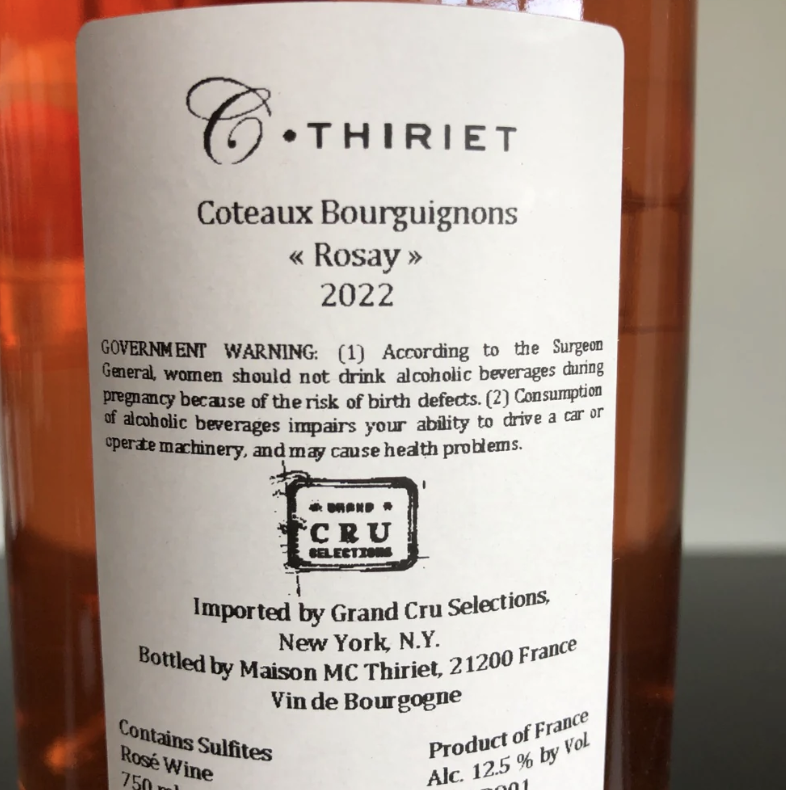 C • THIRIET
Coteaux Bourguignons
« Rosay »
2022
GOVERNMENT WARNING: (1) According to the Surgeon
General, women should not drink alcoholic beverages during
pregnancy because of the risk of birth defects. (2) Consumption
of alcoholic beverages impairs your ability to drive a car or
operate machinery, and may cause health problems.
GRAND
CRU
SELECTIONS
Imported by Grand Cru Selections,
New York, N.Y.
Bottled by Maison MC Thiriet, 21200 France
Vin de Bourgogne
Contains Sulfites
Rosé Wine
750 ml
Product of France
Alc. 12.5 % by Vol.